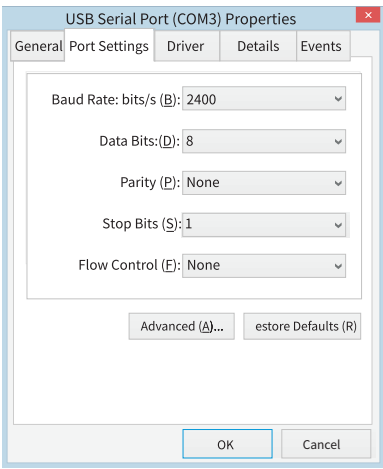 USB Serial Port (COM3) Properties
General Port Settings Driver Details Events
Baud Rate: bits/s (B): 2400
Data Bits:(D): 8
Parity (P): None
Stop Bits (S): 1
Flow Control (F): None
Advanced (A)... estore Defaults (R)
OK Cancel